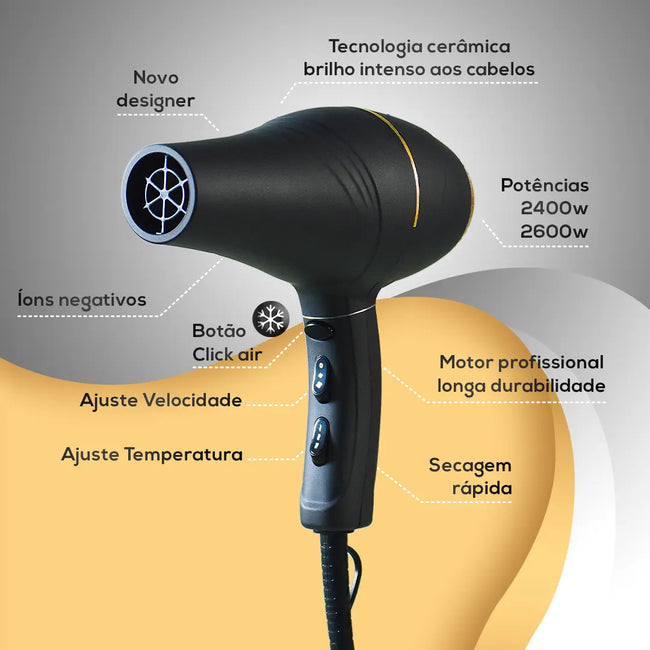 Tecnologia cerâmica
brilho intenso aos cabelos
Novo
designer
Potências
2400w
2600w
Íons negativos
Botão
Click air
Motor profissional
longa durabilidade
Ajuste Velocidade
Ajuste Temperatura
Secagem
rápida